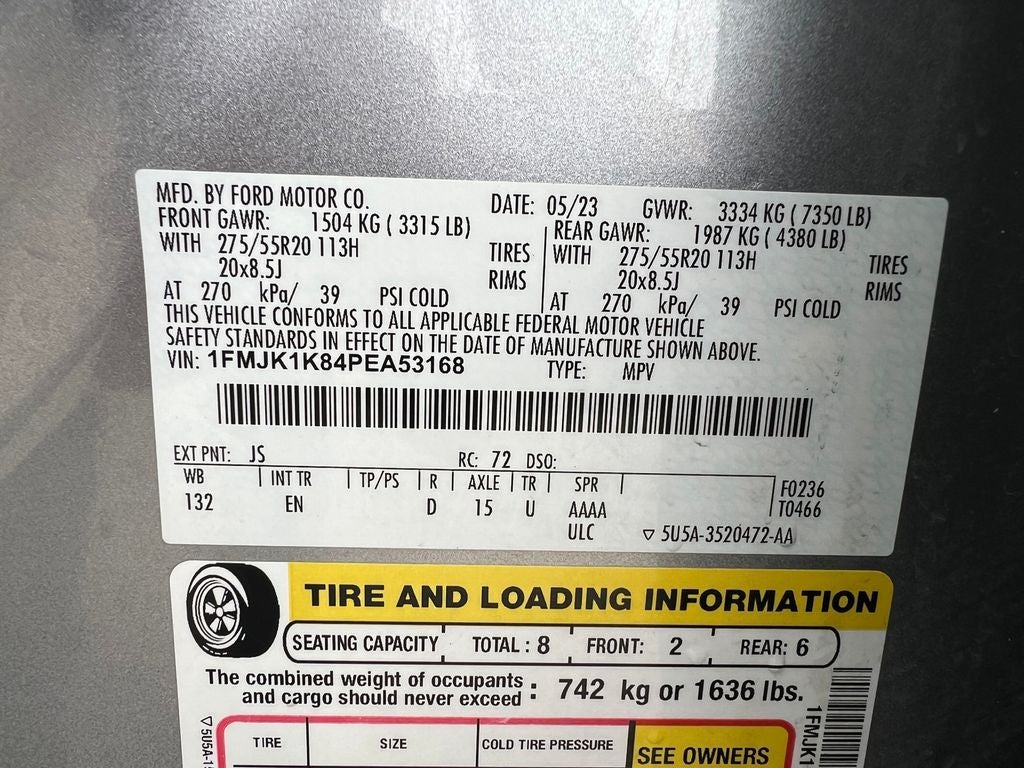 MFD. BY FORD MOTOR CO. DATE: 05/23 GVWR: 3334 KG ( 7350 LB)
FRONT GAWR: 1504 KG ( 3315 LB) REAR GAWR: 1987 KG ( 4380 LB)
WITH 275/55R20 113H TIRES WITH 275/55R20 113H TIRES
20x8.5J RIMS 20x8.5J RIMS
AT 270 kPa/ 39 PSI COLD AT 270 kPa/ 39 PSI COLD
THIS VEHICLE CONFORMS TO ALL APPLICABLE FEDERAL MOTOR VEHICLE
SAFETY STANDARDS IN EFFECT ON THE DATE OF MANUFACTURE SHOWN ABOVE.
VIN: 1FMJK1K84PEA53168 TYPE: MPV
EXT PNT: JS RC: 72 DSO:
WB INT TR TP/PS R AXLE TR SPR F0236
132 EN D 15 U AAAA T0466
ULC ▽ 5U5A-3520472-AA
TIRE AND LOADING INFORMATION
SEATING CAPACITY TOTAL : 8 FRONT: 2 REAR: 6
The combined weight of occupants
and cargo should never exceed : 742 kg or 1636 lbs.
TIRE SIZE COLD TIRE PRESSURE SEE OWNERS
▽ 5U5A-15
1FMJK1